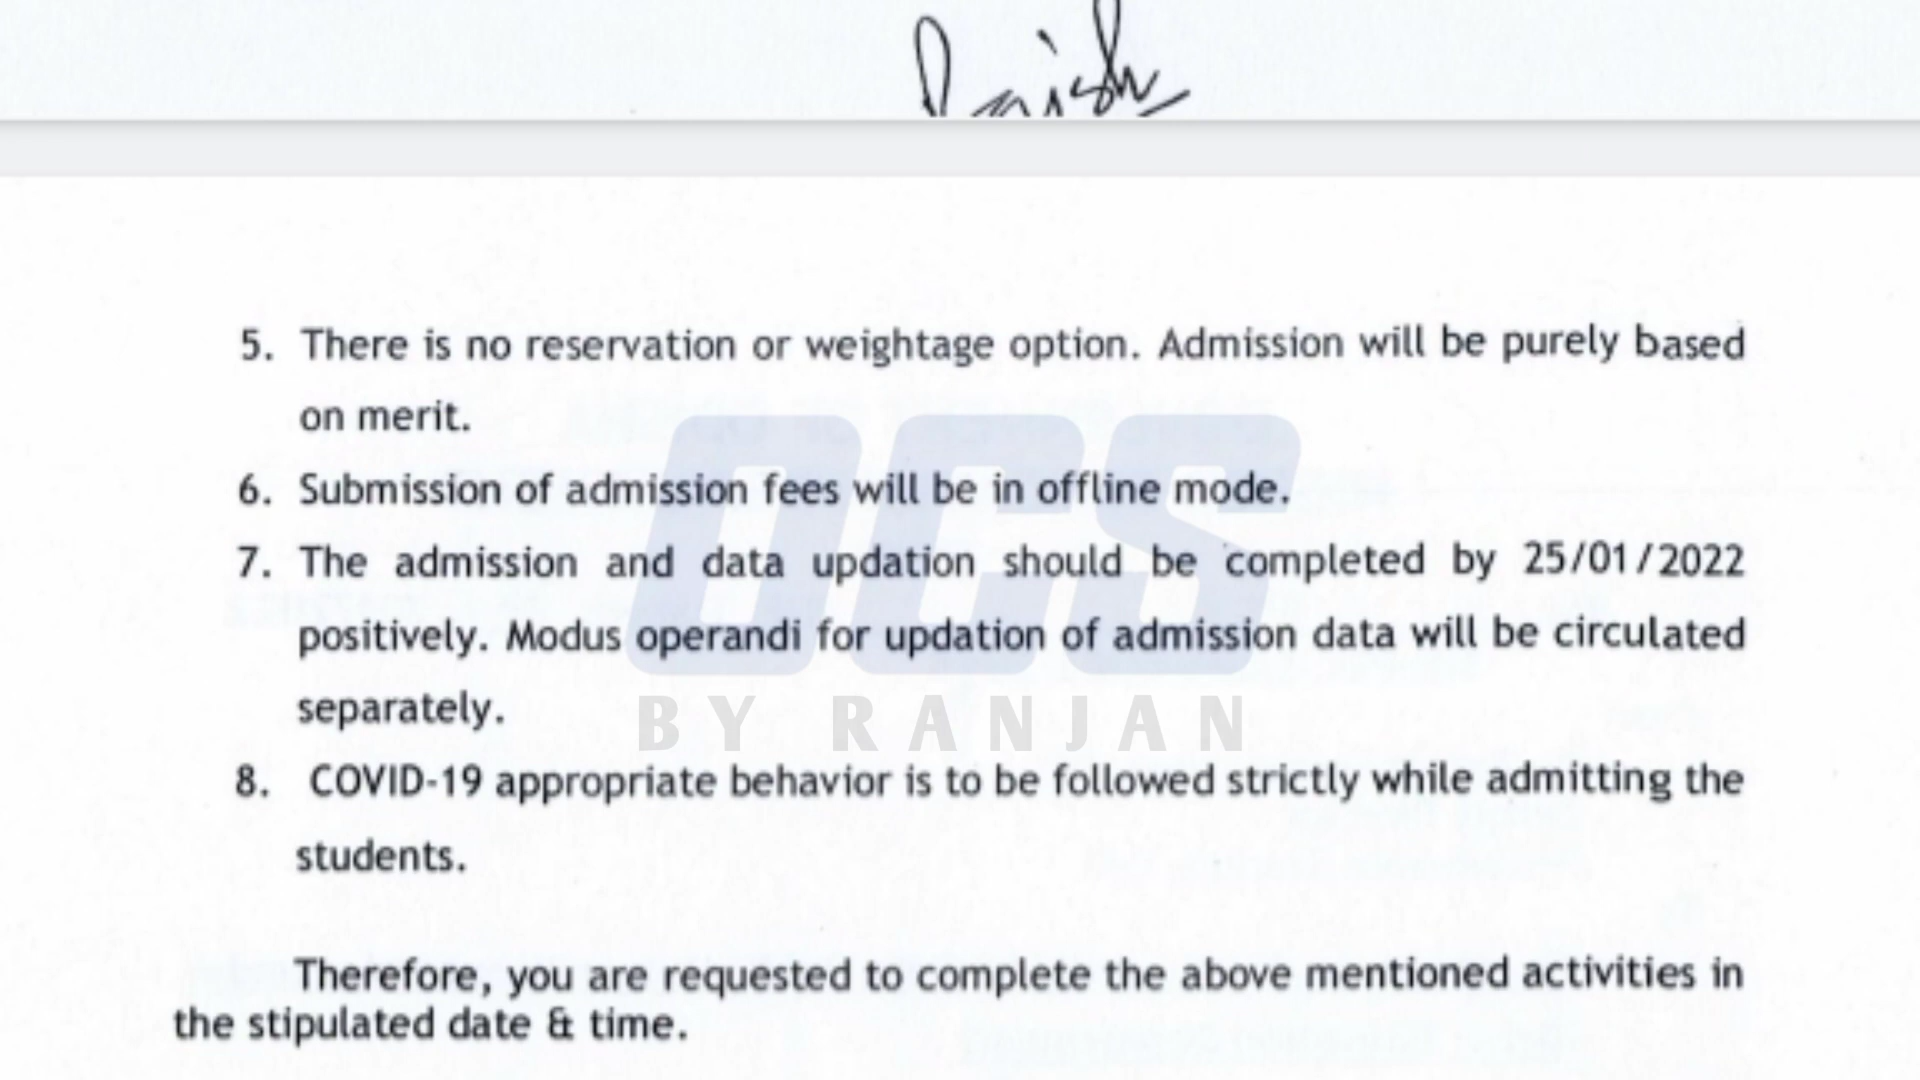 5. There is no reservation or weightage option. Admission will be purely based
on merit.
6. Submission of admission fees will be in offline mode.
7. The admission and data updation should be completed by 25/01/2022
positively. Modus operandi for updation of admission data will be circulated
separately.
8. COVID-19 appropriate behavior is to be followed strictly while admitting the
students.
Therefore, you are requested to complete the above mentioned activities in
the stipulated date & time.
OGS
BY RANJAN